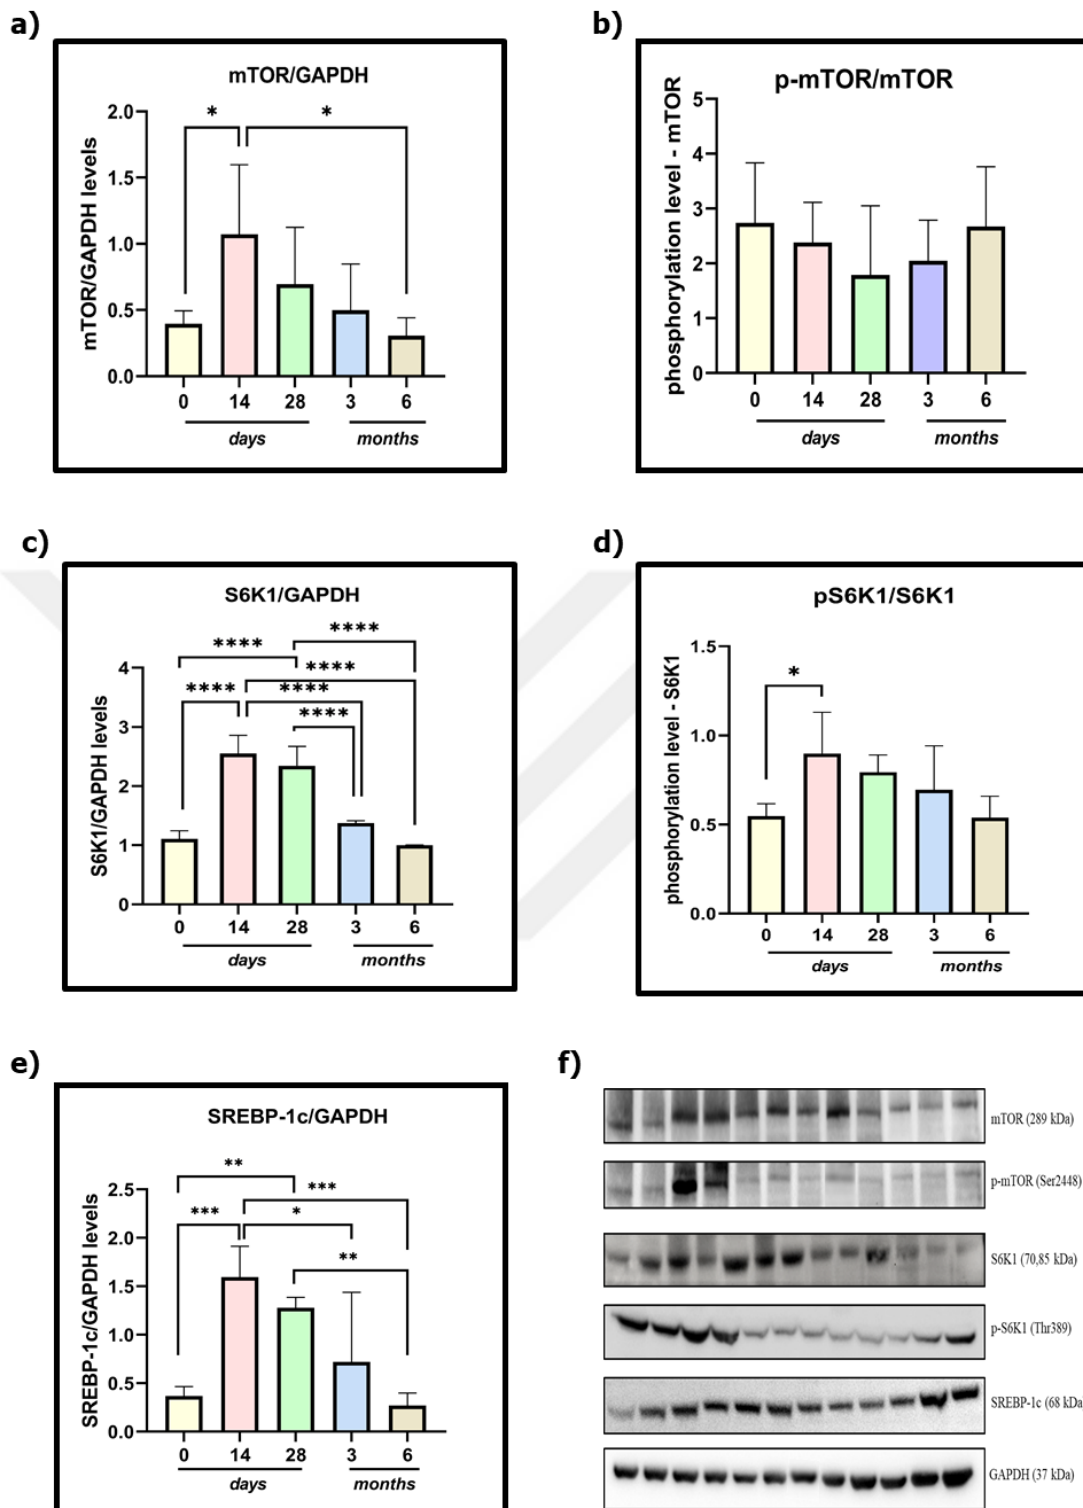 a)
mTOR/GAPDH
mTOR/GAPDH levels
2.0
1.5
1.0
0.5
0.0
*
*
0 14 28 3 6
days months
b)
p-mTOR/mTOR
phosphorylation level - mTOR
5
4
3
2
1
0
0 14 28 3 6
days months
c)
S6K1/GAPDH
S6K1/GAPDH levels
****
****
****
**** ****
****
4
3
2
1
0
0 14 28 3 6
days months
d)
pS6K1/S6K1
phosphorylation level - S6K1
1.5
1.0
0.5
0.0
*
0 14 28 3 6
days months
e)
SREBP-1c/GAPDH
SREBP-1c/GAPDH levels
**
***
*** *
**
2.5
2.0
1.5
1.0
0.5
0.0
0 14 28 3 6
days months
f)
mTOR (289 kDa)
p-mTOR (Ser2448)
S6K1 (70,85 kDa)
p-S6K1 (Thr389)
SREBP-1c (68 kDa
GAPDH (37 kDa)